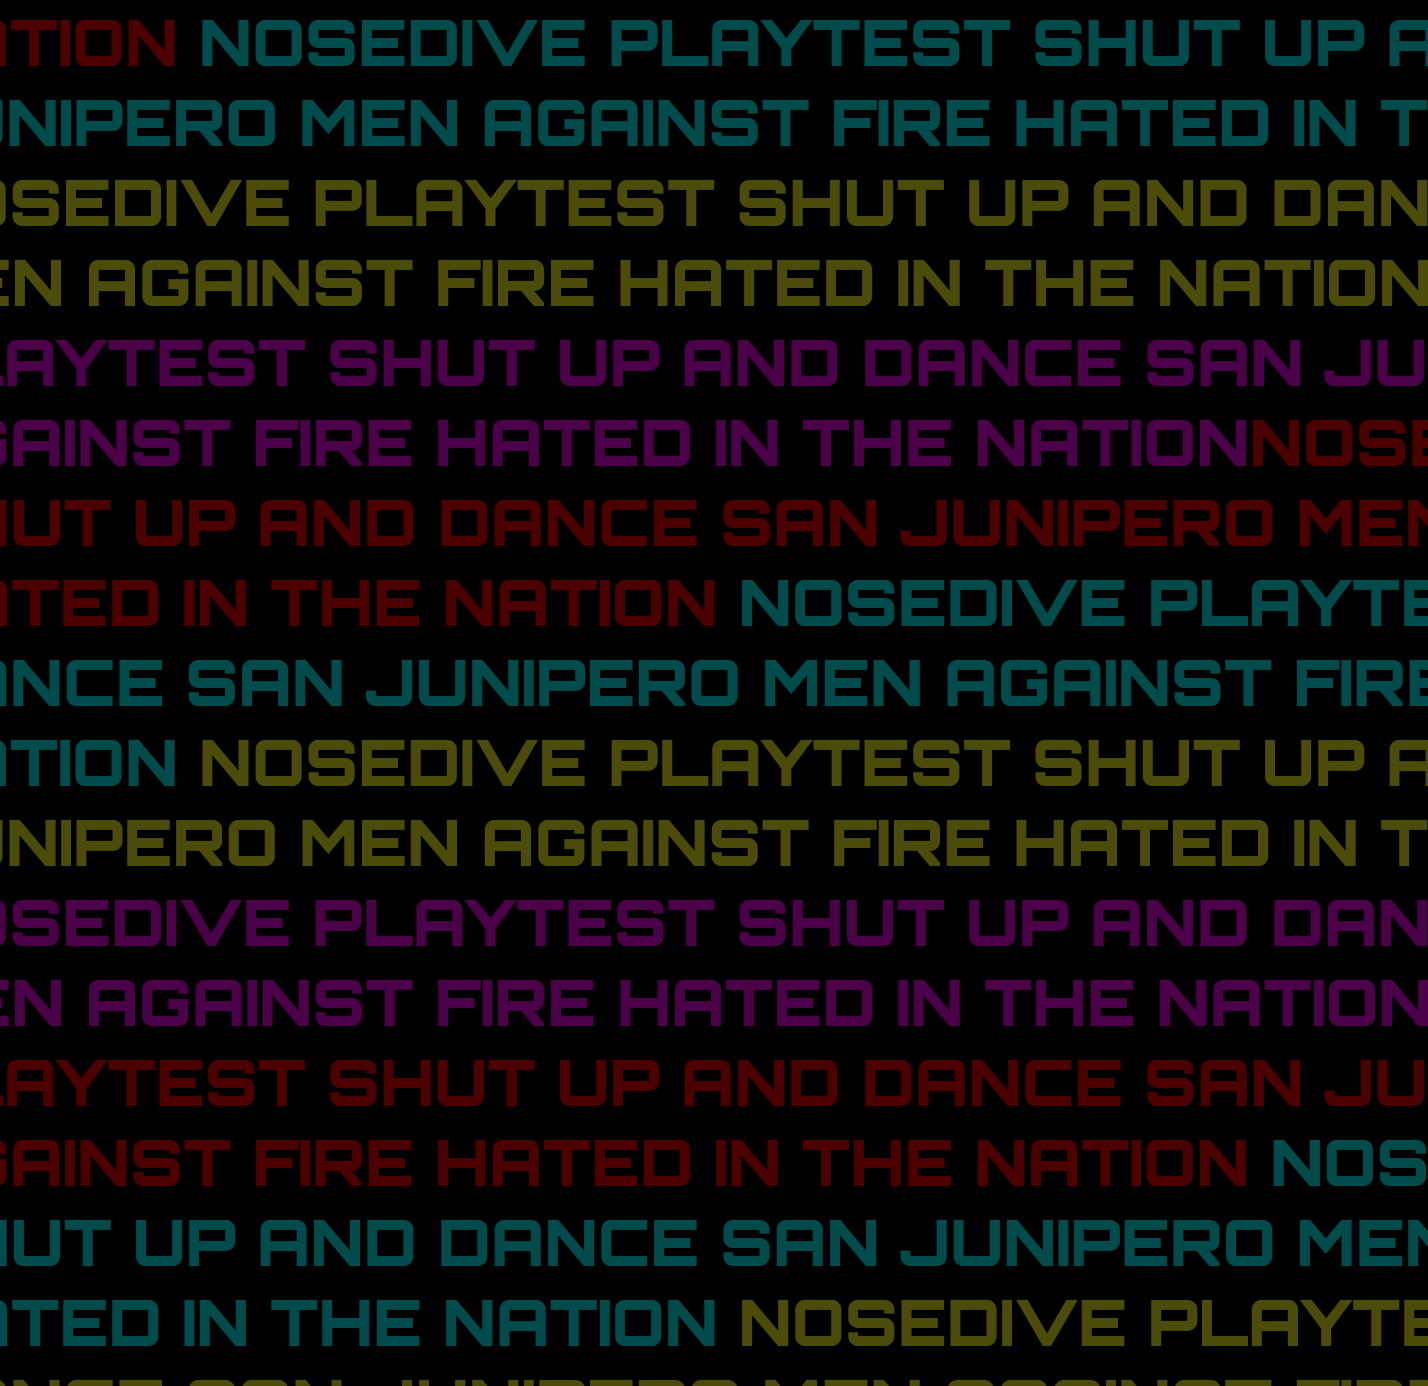 ATION NOSEDIVE PLAYTEST SHUT UP A
UNIPERO MEN AGAINST FIRE HATED IN T
OSEDIVE PLAYTEST SHUT UP AND DAN
EN AGAINST FIRE HATED IN THE NATION
LAYTEST SHUT UP AND DANCE SAN JU
GAINST FIRE HATED IN THE NATIONNOSE
HUT UP AND DANCE SAN JUNIPERO MEN
ATED IN THE NATION NOSEDIVE PLAYTE
ANCE SAN JUNIPERO MEN AGAINST FIRE
ATION NOSEDIVE PLAYTEST SHUT UP A
UNIPERO MEN AGAINST FIRE HATED IN T
OSEDIVE PLAYTEST SHUT UP AND DAN
EN AGAINST FIRE HATED IN THE NATION
LAYTEST SHUT UP AND DANCE SAN JU
GAINST FIRE HATED IN THE NATION NOS
HUT UP AND DANCE SAN JUNIPERO MEN
ATED IN THE NATION NOSEDIVE PLAYTE